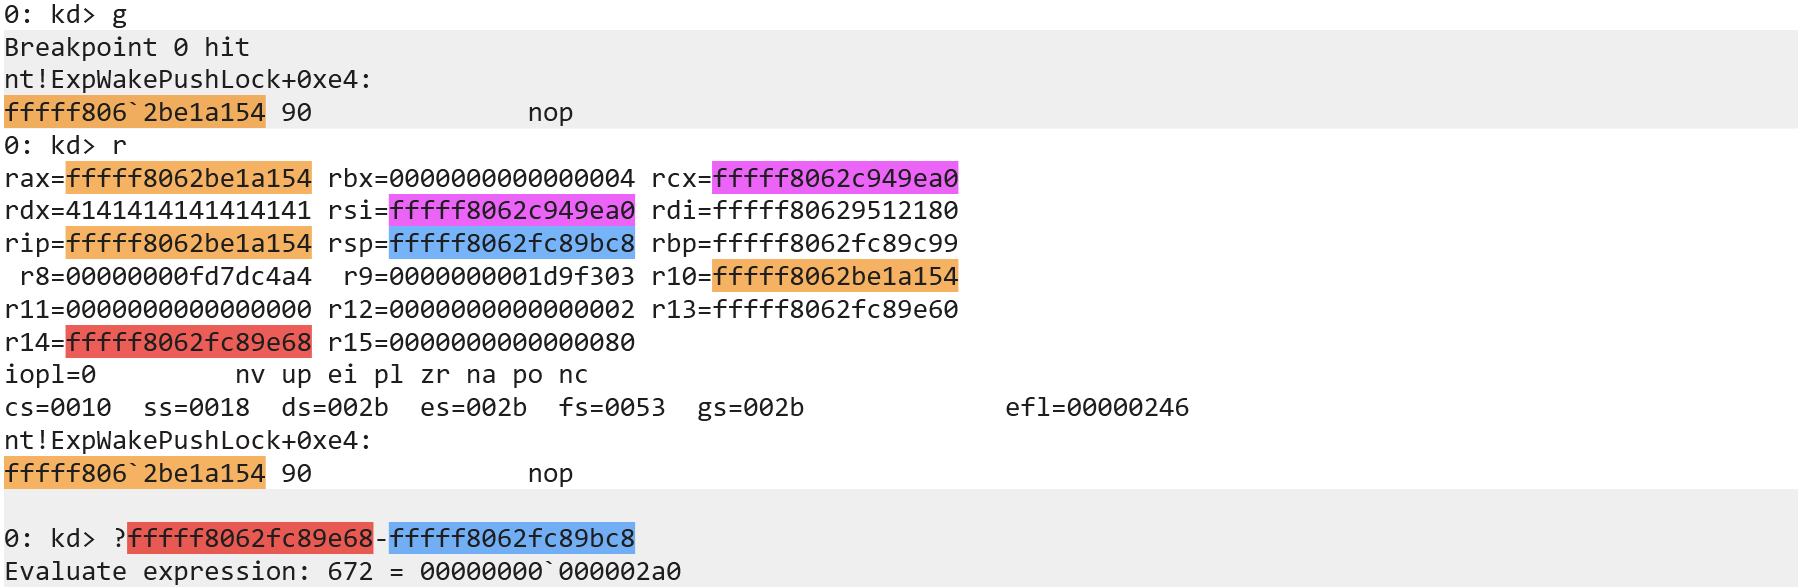 0: kd> g
Breakpoint 0 hit
nt!ExpWakePushLock+0xe4:
fffff806`2be1a154 90              nop
0: kd> r
rax=fffff8062be1a154 rbx=0000000000000004 rcx=fffff8062c949ea0
rdx=4141414141414141 rsi=fffff8062c949ea0 rdi=fffff80629512180
rip=fffff8062be1a154 rsp=fffff8062fc89bc8 rbp=fffff8062fc89c99
 r8=00000000fd7dc4a4  r9=0000000001d9f303 r10=fffff8062be1a154
r11=0000000000000000 r12=0000000000000002 r13=fffff8062fc89e60
r14=fffff8062fc89e68 r15=0000000000000080
iopl=0         nv up ei pl zr na po nc
cs=0010  ss=0018  ds=002b  es=002b  fs=0053  gs=002b             efl=00000246
nt!ExpWakePushLock+0xe4:
fffff806`2be1a154 90              nop
0: kd> ?fffff8062fc89e68-fffff8062fc89bc8
Evaluate expression: 672 = 00000000`000002a0